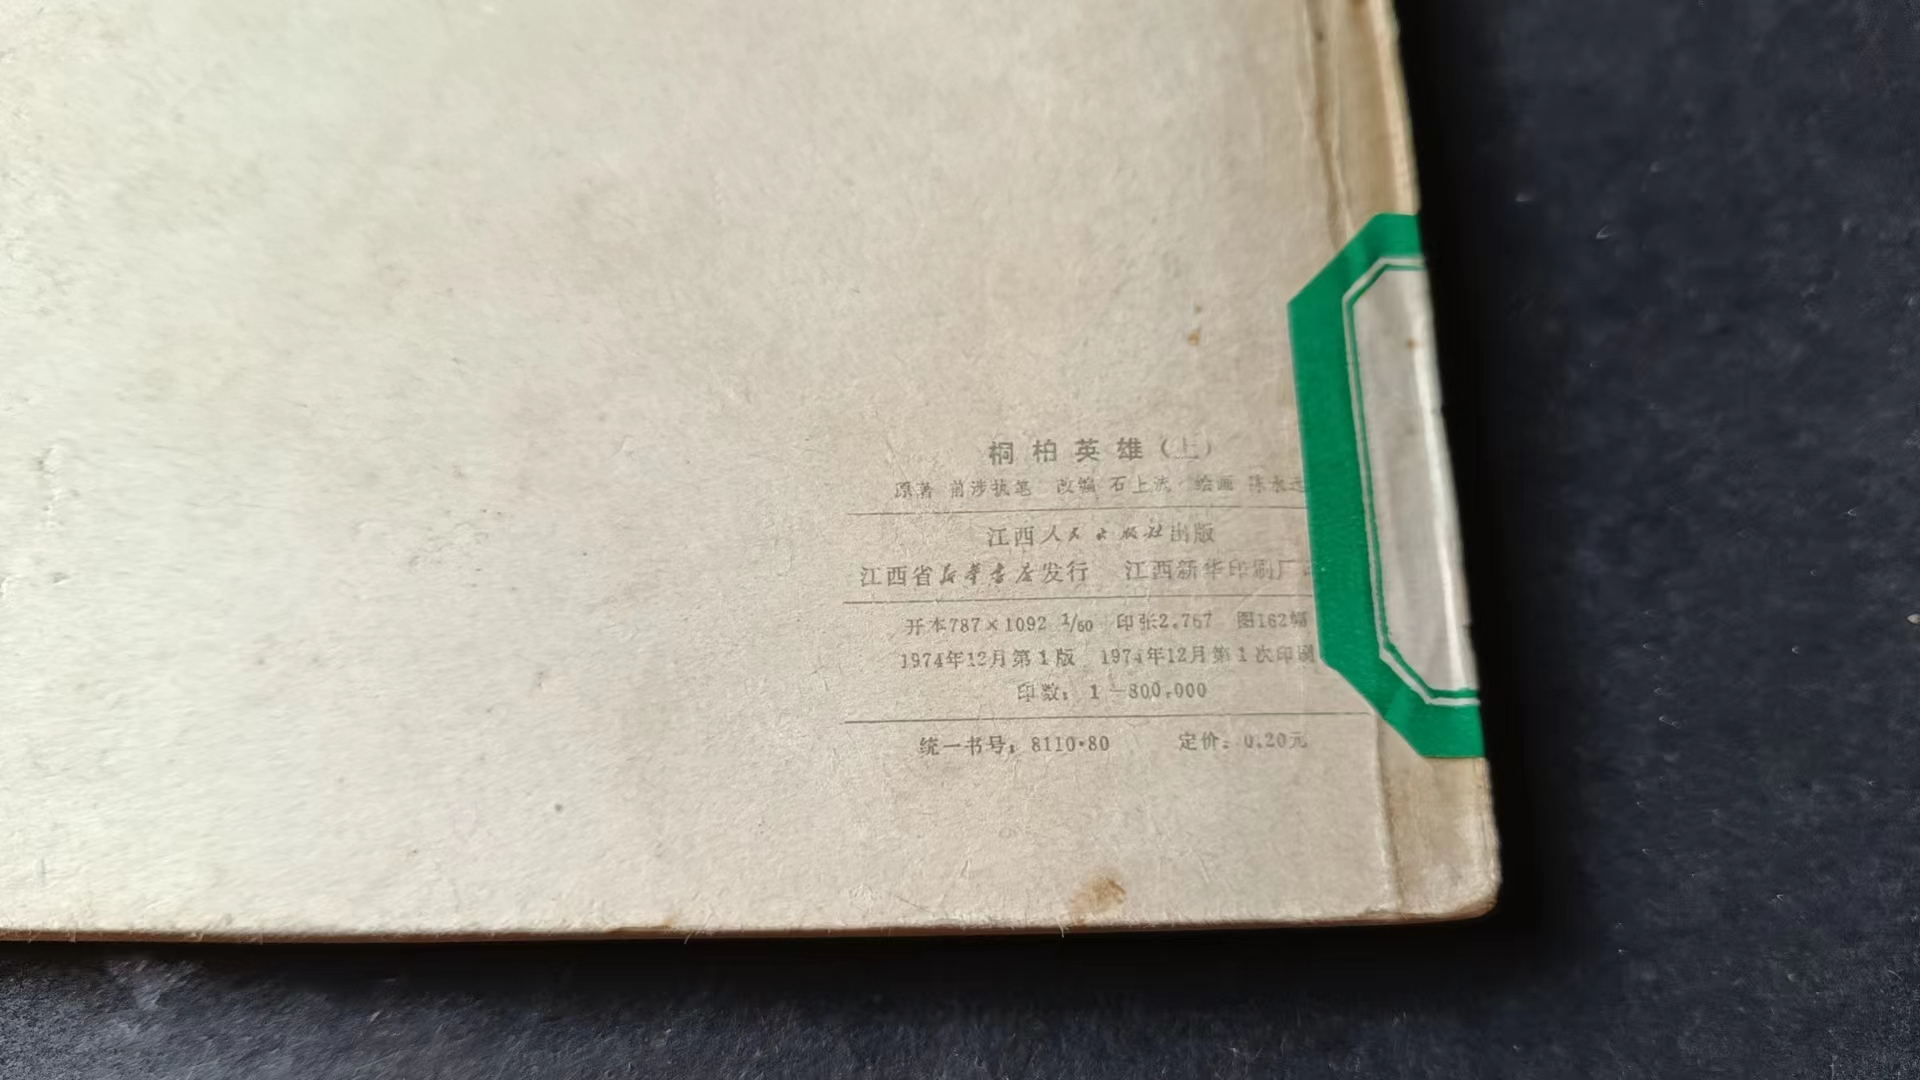 桐柏英雄（上）
原著 前涉执笔 改编 石上流 绘画 陈永远
江西人民出版社出版
江西省新华书店发行 江西新华印刷厂
开本787×1092 1/60 印张2.767 图162幅
1974年12月第1版 1974年12月第1次印刷
印数：1—800,000
统一书号：8110·80 定价：0.20元